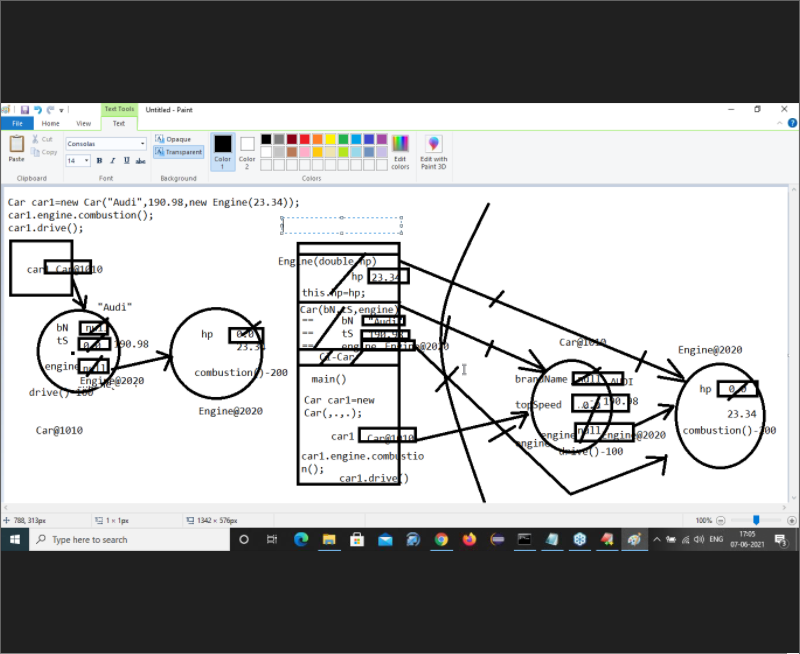 Text Tools
Untitled - Paint
File
Home
View
Text
Paste
Cut
Copy
Clipboard
Consolas
14
B I U abc
Font
Opaque
Transparent
Background
Color 1
Color 2
Colors
Edit colors
Edit with Paint 3D
Car car1=new Car("Audi",190.98,new Engine(23.34));
car1.engine.combustion();
car1.drive();
car1 Car@1010
"Audi"
bN null
tS 0.0 190.98
engine null
Engine@2020
drive()-100
Car@1010
hp 0.0
23.34
combustion()-200
Engine@2020
Engine(double hp)
hp 23.34
this.hp=hp;
Car(bN,tS,engine)
== bN "Audi"
== tS 190.98
== engine Engine@2020
Cl-Car
main()
Car car1=new
Car(,.,.);
car1 Car@1010
car1.engine.combustio
n();
car1.drive()
Car@1010
brandName null AUDI
topSpeed 0.0 190.98
engine null Engine@2020
engine
drive()-100
Engine@2020
hp 0.0
23.34
combustion()-200
788, 313px
1 × 1px
1342 × 576px
100%
Type here to search
ENG
17:05
07-06-2021
3